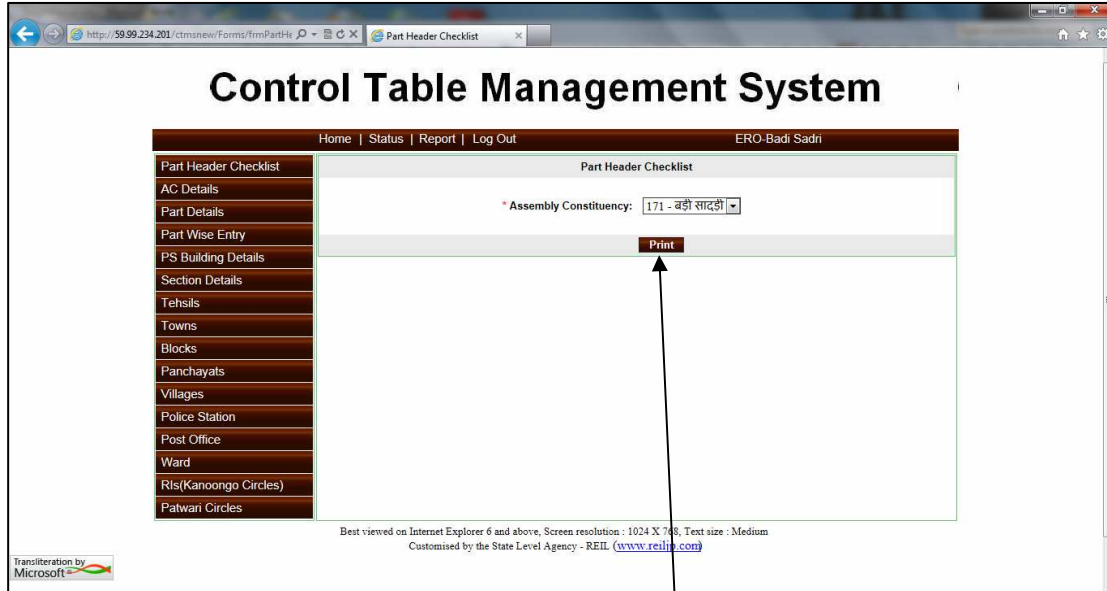 http://59.99.234.201/ctmsnew/Forms/frmPartHe
Part Header Checklist
Control Table Management System
Home | Status | Report | Log Out
ERO-Badi Sadri
Part Header Checklist
AC Details
Part Details
Part Wise Entry
PS Building Details
Section Details
Tehsils
Towns
Blocks
Panchayats
Villages
Police Station
Post Office
Ward
RIs(Kanoongo Circles)
Patwari Circles
Part Header Checklist
* Assembly Constituency: 171 - बड़ी सादड़ी
Print
Best viewed on Internet Explorer 6 and above, Screen resolution : 1024 X 768, Text size : Medium
Customised by the State Level Agency - REIL (www.reiljp.com)
Transliteration by
Microsoft